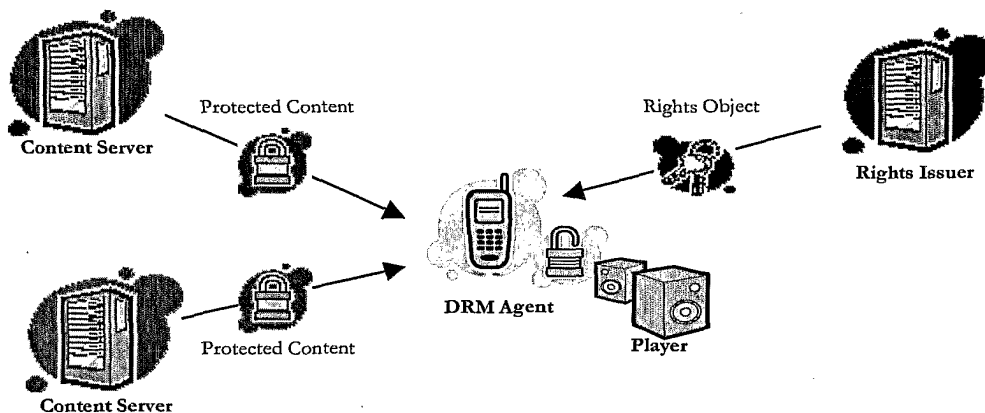 Protected Content
Rights Object
Content Server
Rights Issuer
DRM Agent
Protected Content
Player
Content Server